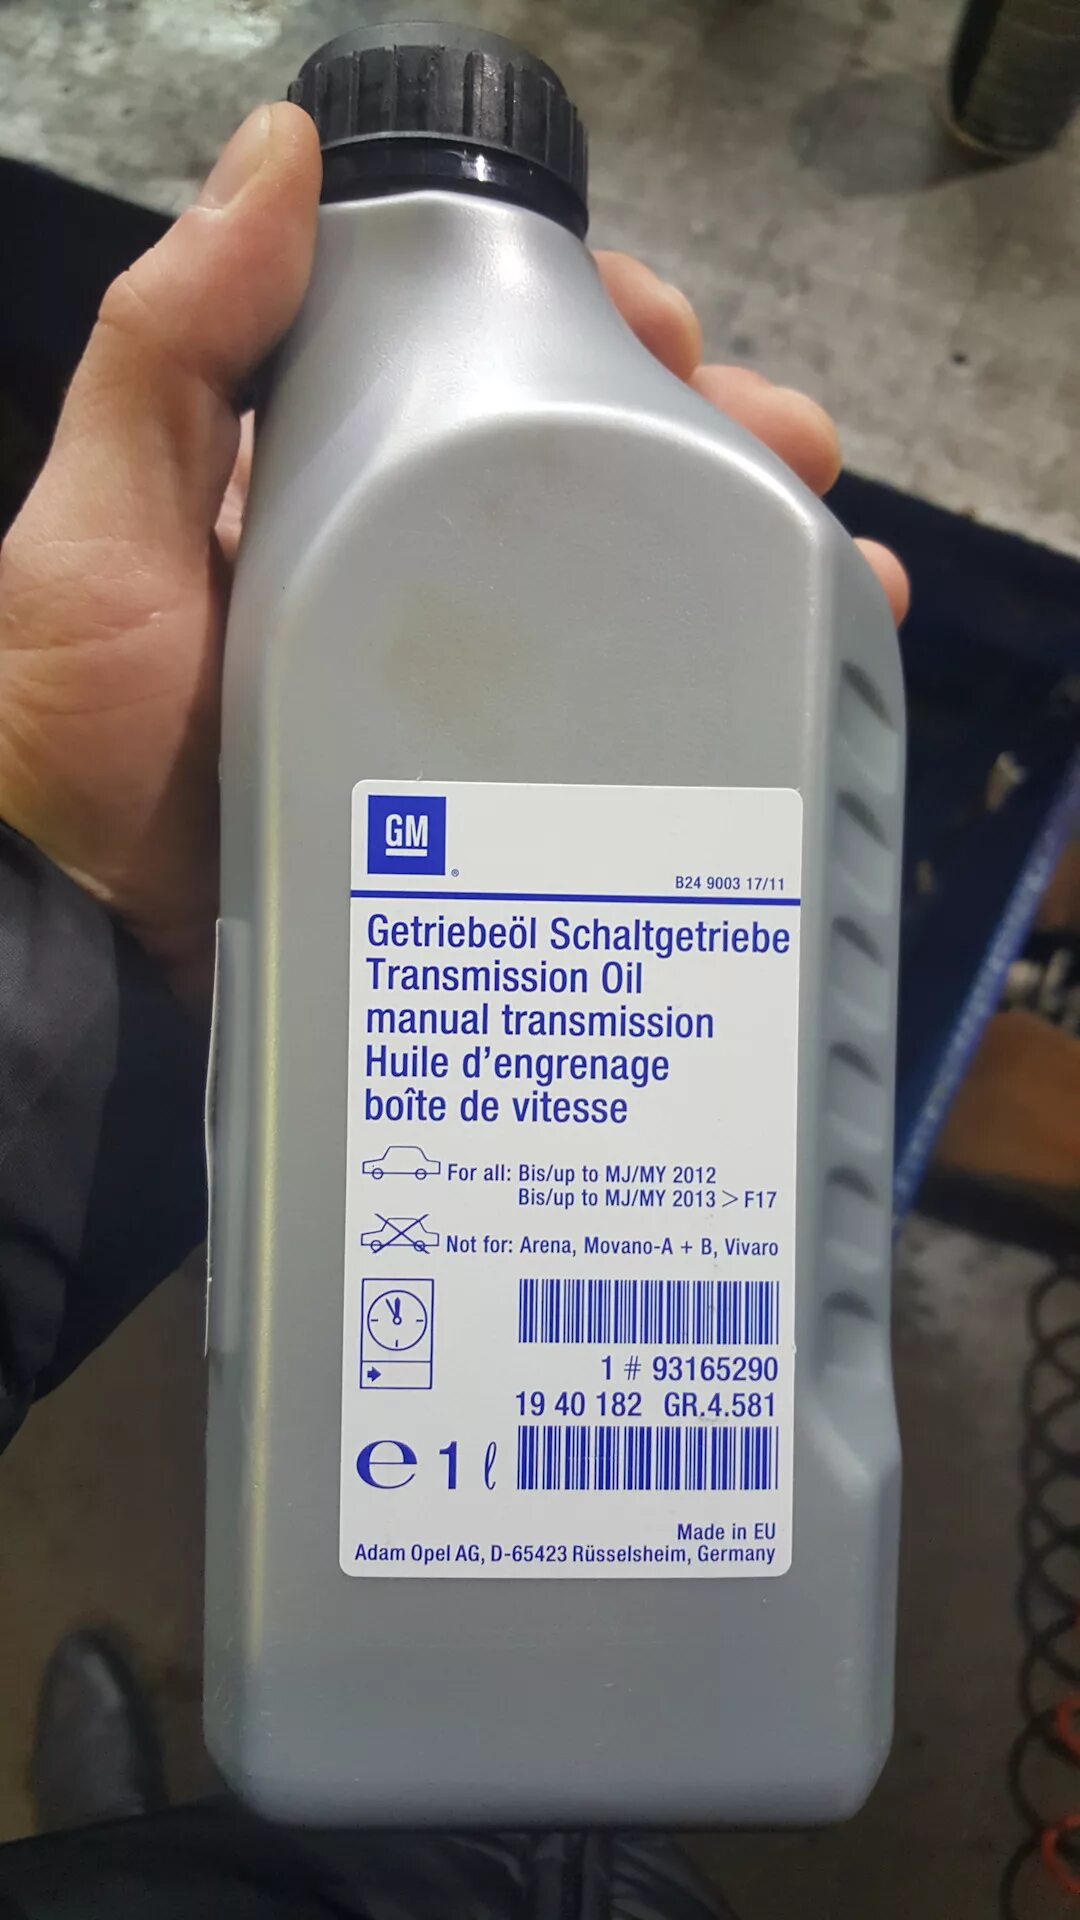 GM
®
B24 9003 17/11
Getriebeöl Schaltgetriebe
Transmission Oil
manual transmission
Huile d'engrenage
boîte de vitesse
For all: Bis/up to MJ/MY 2012
Bis/up to MJ/MY 2013 > F17
Not for: Arena, Movano-A + B, Vivaro
1 # 93165290
19 40 182 GR.4.581
e 1 ℓ
Made in EU
Adam Opel AG, D-65423 Rüsselsheim, Germany